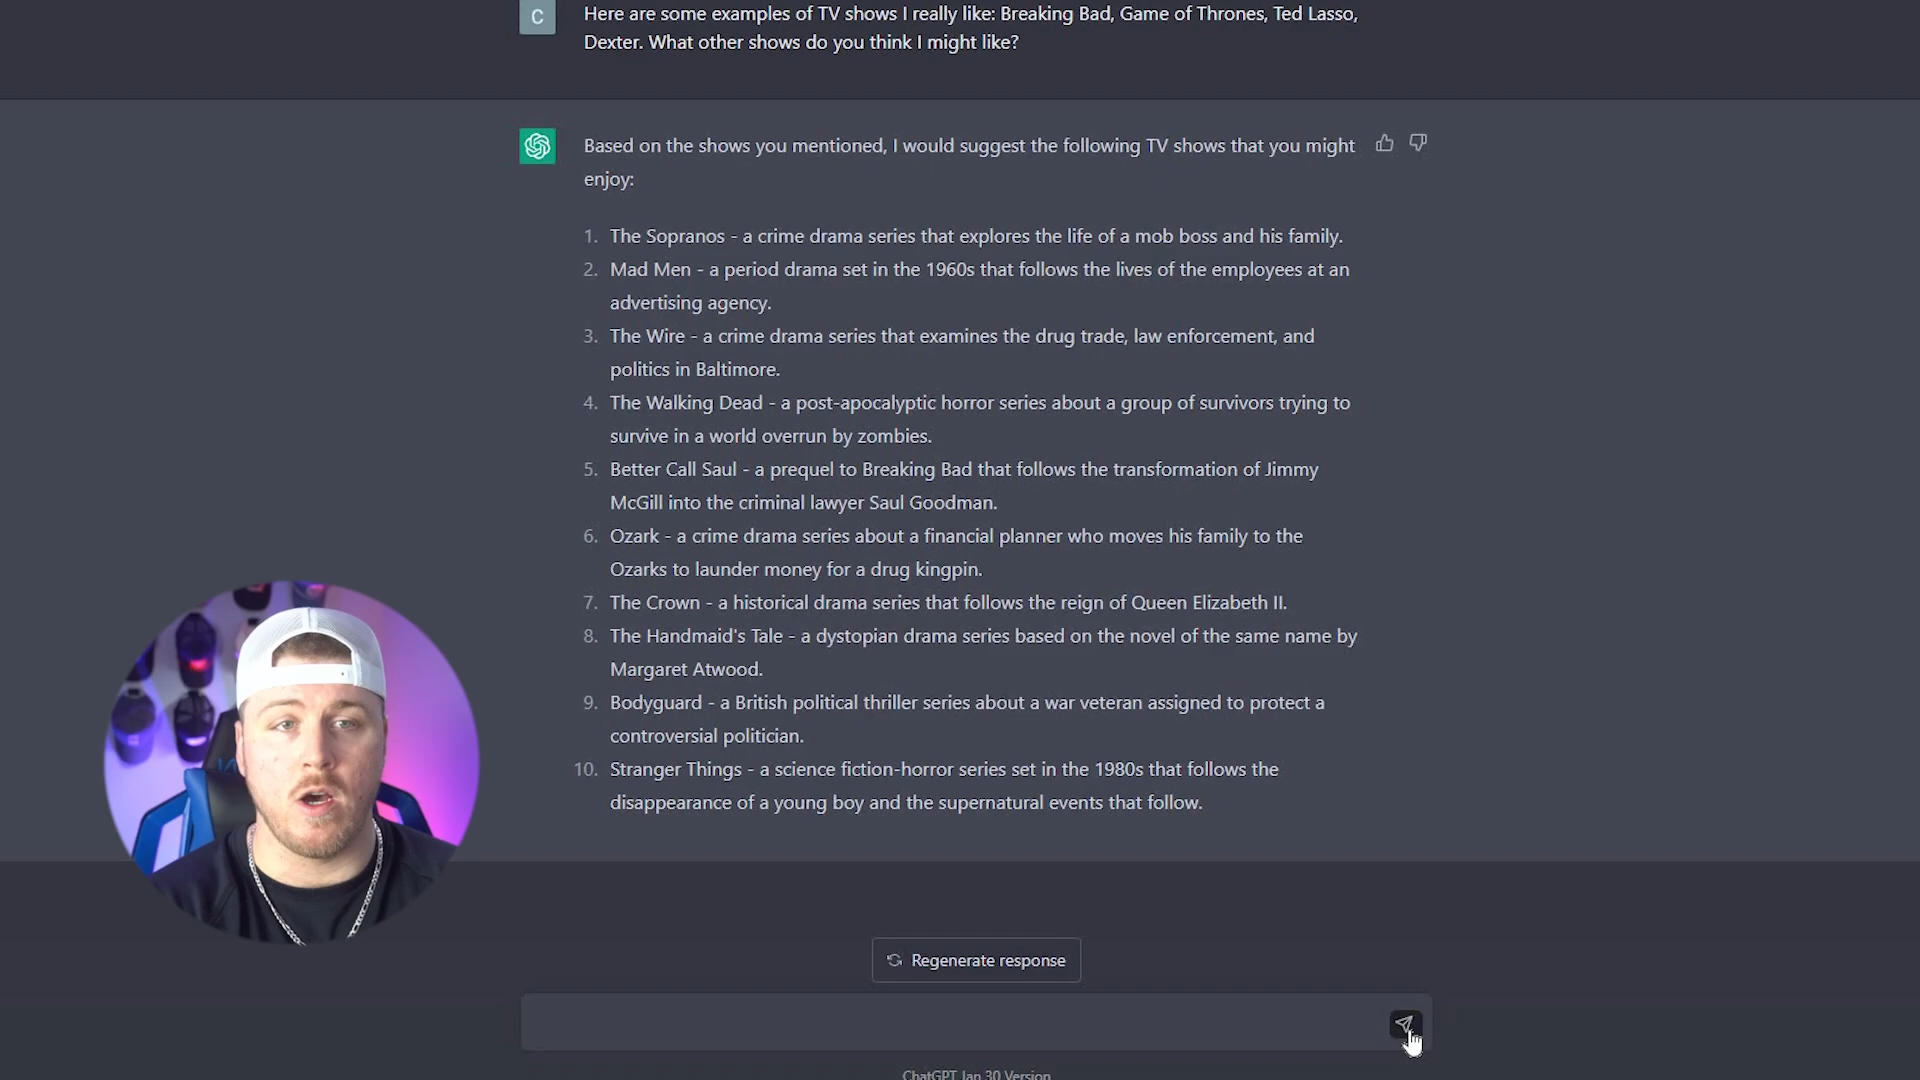 C
Here are some examples of TV shows I really like: Breaking Bad, Game of Thrones, Ted Lasso,
Dexter. What other shows do you think I might like?
Based on the shows you mentioned, I would suggest the following TV shows that you might
enjoy:
1. The Sopranos - a crime drama series that explores the life of a mob boss and his family.
2. Mad Men - a period drama set in the 1960s that follows the lives of the employees at an
advertising agency.
3. The Wire - a crime drama series that examines the drug trade, law enforcement, and
politics in Baltimore.
4. The Walking Dead - a post-apocalyptic horror series about a group of survivors trying to
survive in a world overrun by zombies.
5. Better Call Saul - a prequel to Breaking Bad that follows the transformation of Jimmy
McGill into the criminal lawyer Saul Goodman.
6. Ozark - a crime drama series about a financial planner who moves his family to the
Ozarks to launder money for a drug kingpin.
7. The Crown - a historical drama series that follows the reign of Queen Elizabeth II.
8. The Handmaid's Tale - a dystopian drama series based on the novel of the same name by
Margaret Atwood.
9. Bodyguard - a British political thriller series about a war veteran assigned to protect a
controversial politician.
10. Stranger Things - a science fiction-horror series set in the 1980s that follows the
disappearance of a young boy and the supernatural events that follow.
Regenerate response
ChatGPT Jan 30 Version